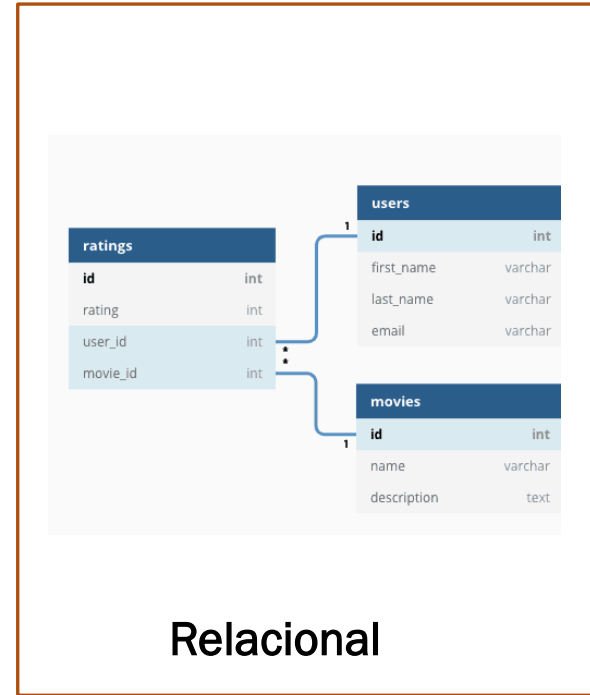 ratings
id int
rating int
user_id int
movie_id int
*
*
1
users
id int
first_name varchar
last_name varchar
email varchar
1
movies
id int
name varchar
description text
Relacional